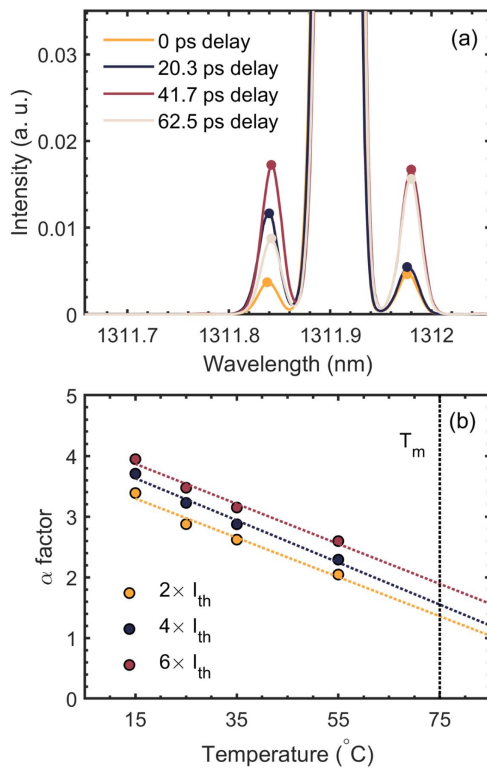 (a)
0 ps delay
20.3 ps delay
41.7 ps delay
62.5 ps delay
0.03
0.02
0.01
0
Intensity (a. u.)
1311.7 1311.8 1311.9 1312
Wavelength (nm)
(b)
T_m
5
4
3
2
1
0
α factor
2× I_th
4× I_th
6× I_th
15 35 55 75
Temperature (°C)